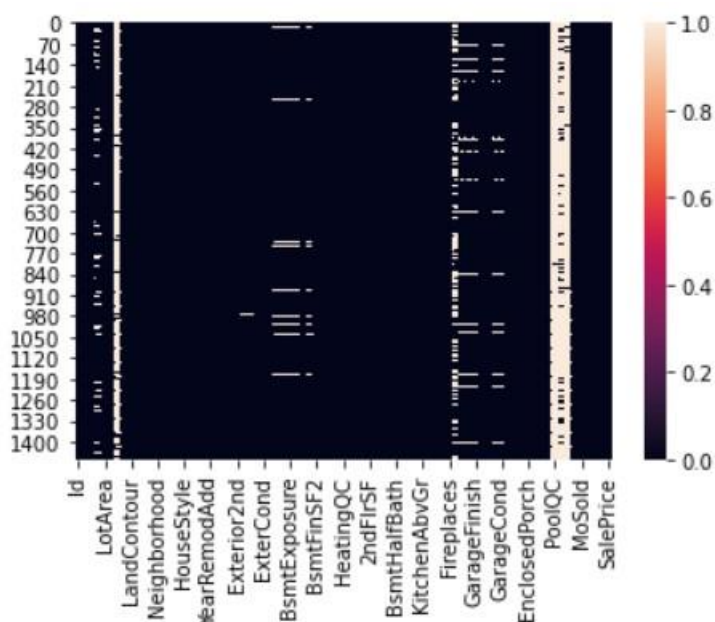 0
70
140
210
280
350
420
490
560
630
700
770
840
910
980
1050
1120
1190
1260
1330
1400
Id
LotArea
LandContour
Neighborhood
HouseStyle
YearRemodAdd
Exterior2nd
ExterCond
BsmtExposure
BsmtFinSF2
HeatingQC
2ndFlrSF
BsmtHalfBath
KitchenAbvGr
Fireplaces
GarageFinish
GarageCond
EnclosedPorch
PoolQC
MoSold
SalePrice
1.0
0.8
0.6
0.4
0.2
0.0